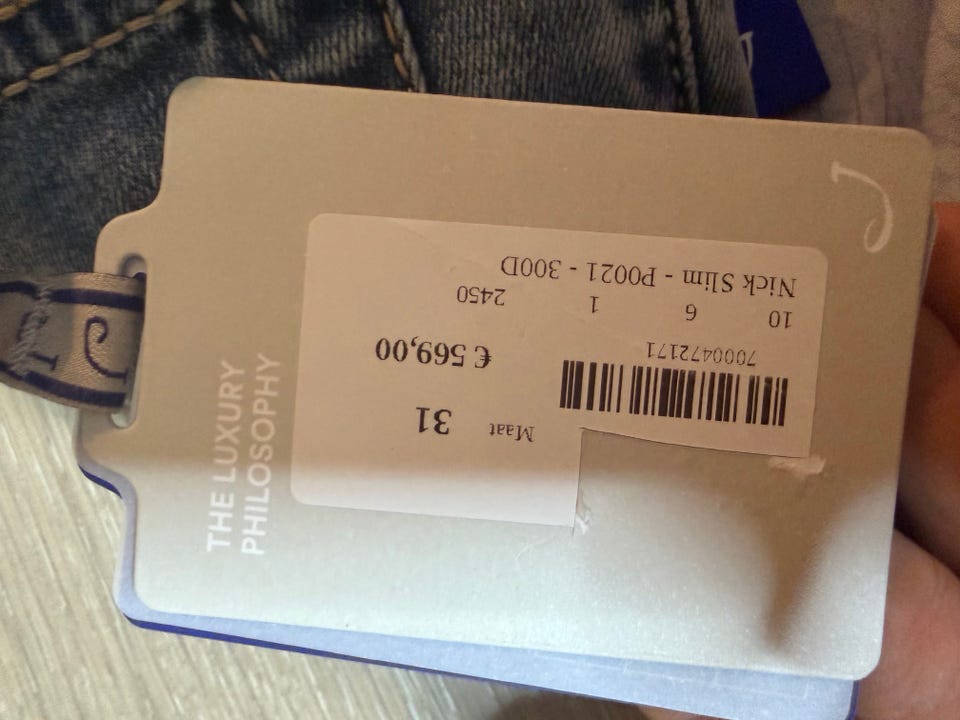 THE LUXURY
PHILOSOPHY
J
Maat 31
7000472171
€ 569,00
10 6 1 2450
Nick Slim - P0021 - 300D
J